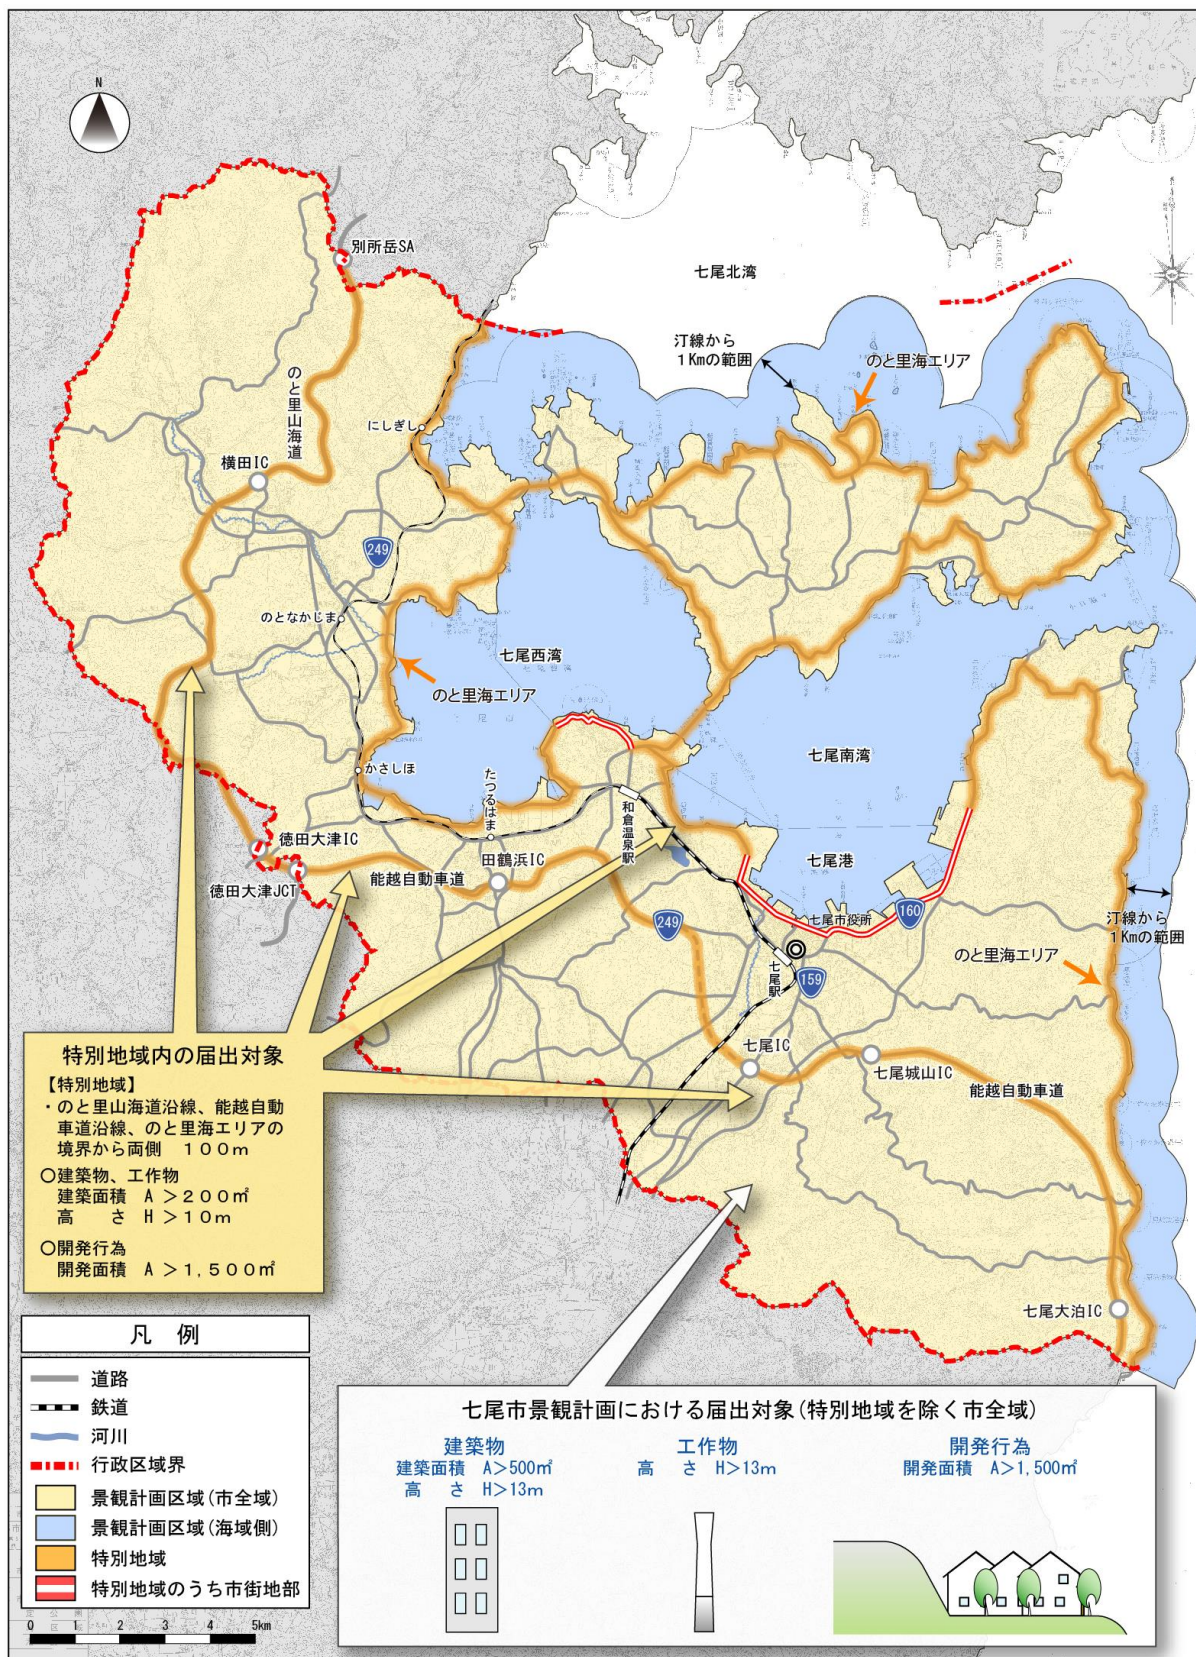 N
別所岳SA
七尾北湾
汀線から
1Kmの範囲
のと里海エリア
のと里山海道
にしぎし
横田IC
249
のとなかじま
七尾西湾
のと里海エリア
七尾南湾
かさしほ
たつるはま
和倉温泉駅
徳田大津IC
田鶴浜IC
能越自動車道
徳田大津JCT
七尾港
七尾市役所
160
249
汀線から
1Kmの範囲
のと里海エリア
七尾駅
159
七尾IC
七尾城山IC
能越自動車道
七尾大泊IC
特別地域内の届出対象
【特別地域】
・のと里山海道沿線、能越自動
車道沿線、のと里海エリアの
境界から両側 100m
○建築物、工作物
建築面積 A>200㎡
高 さ H>10m
○開発行為
開発面積 A>1,500㎡
凡 例
道路
鉄道
河川
行政区域界
景観計画区域(市全域)
景観計画区域(海域側)
特別地域
特別地域のうち市街地部
0 1 2 3 4 5km
七尾市景観計画における届出対象(特別地域を除く市全域)
建築物
建築面積 A>500㎡
高 さ H>13m
工作物
高 さ H>13m
開発行為
開発面積 A>1,500㎡